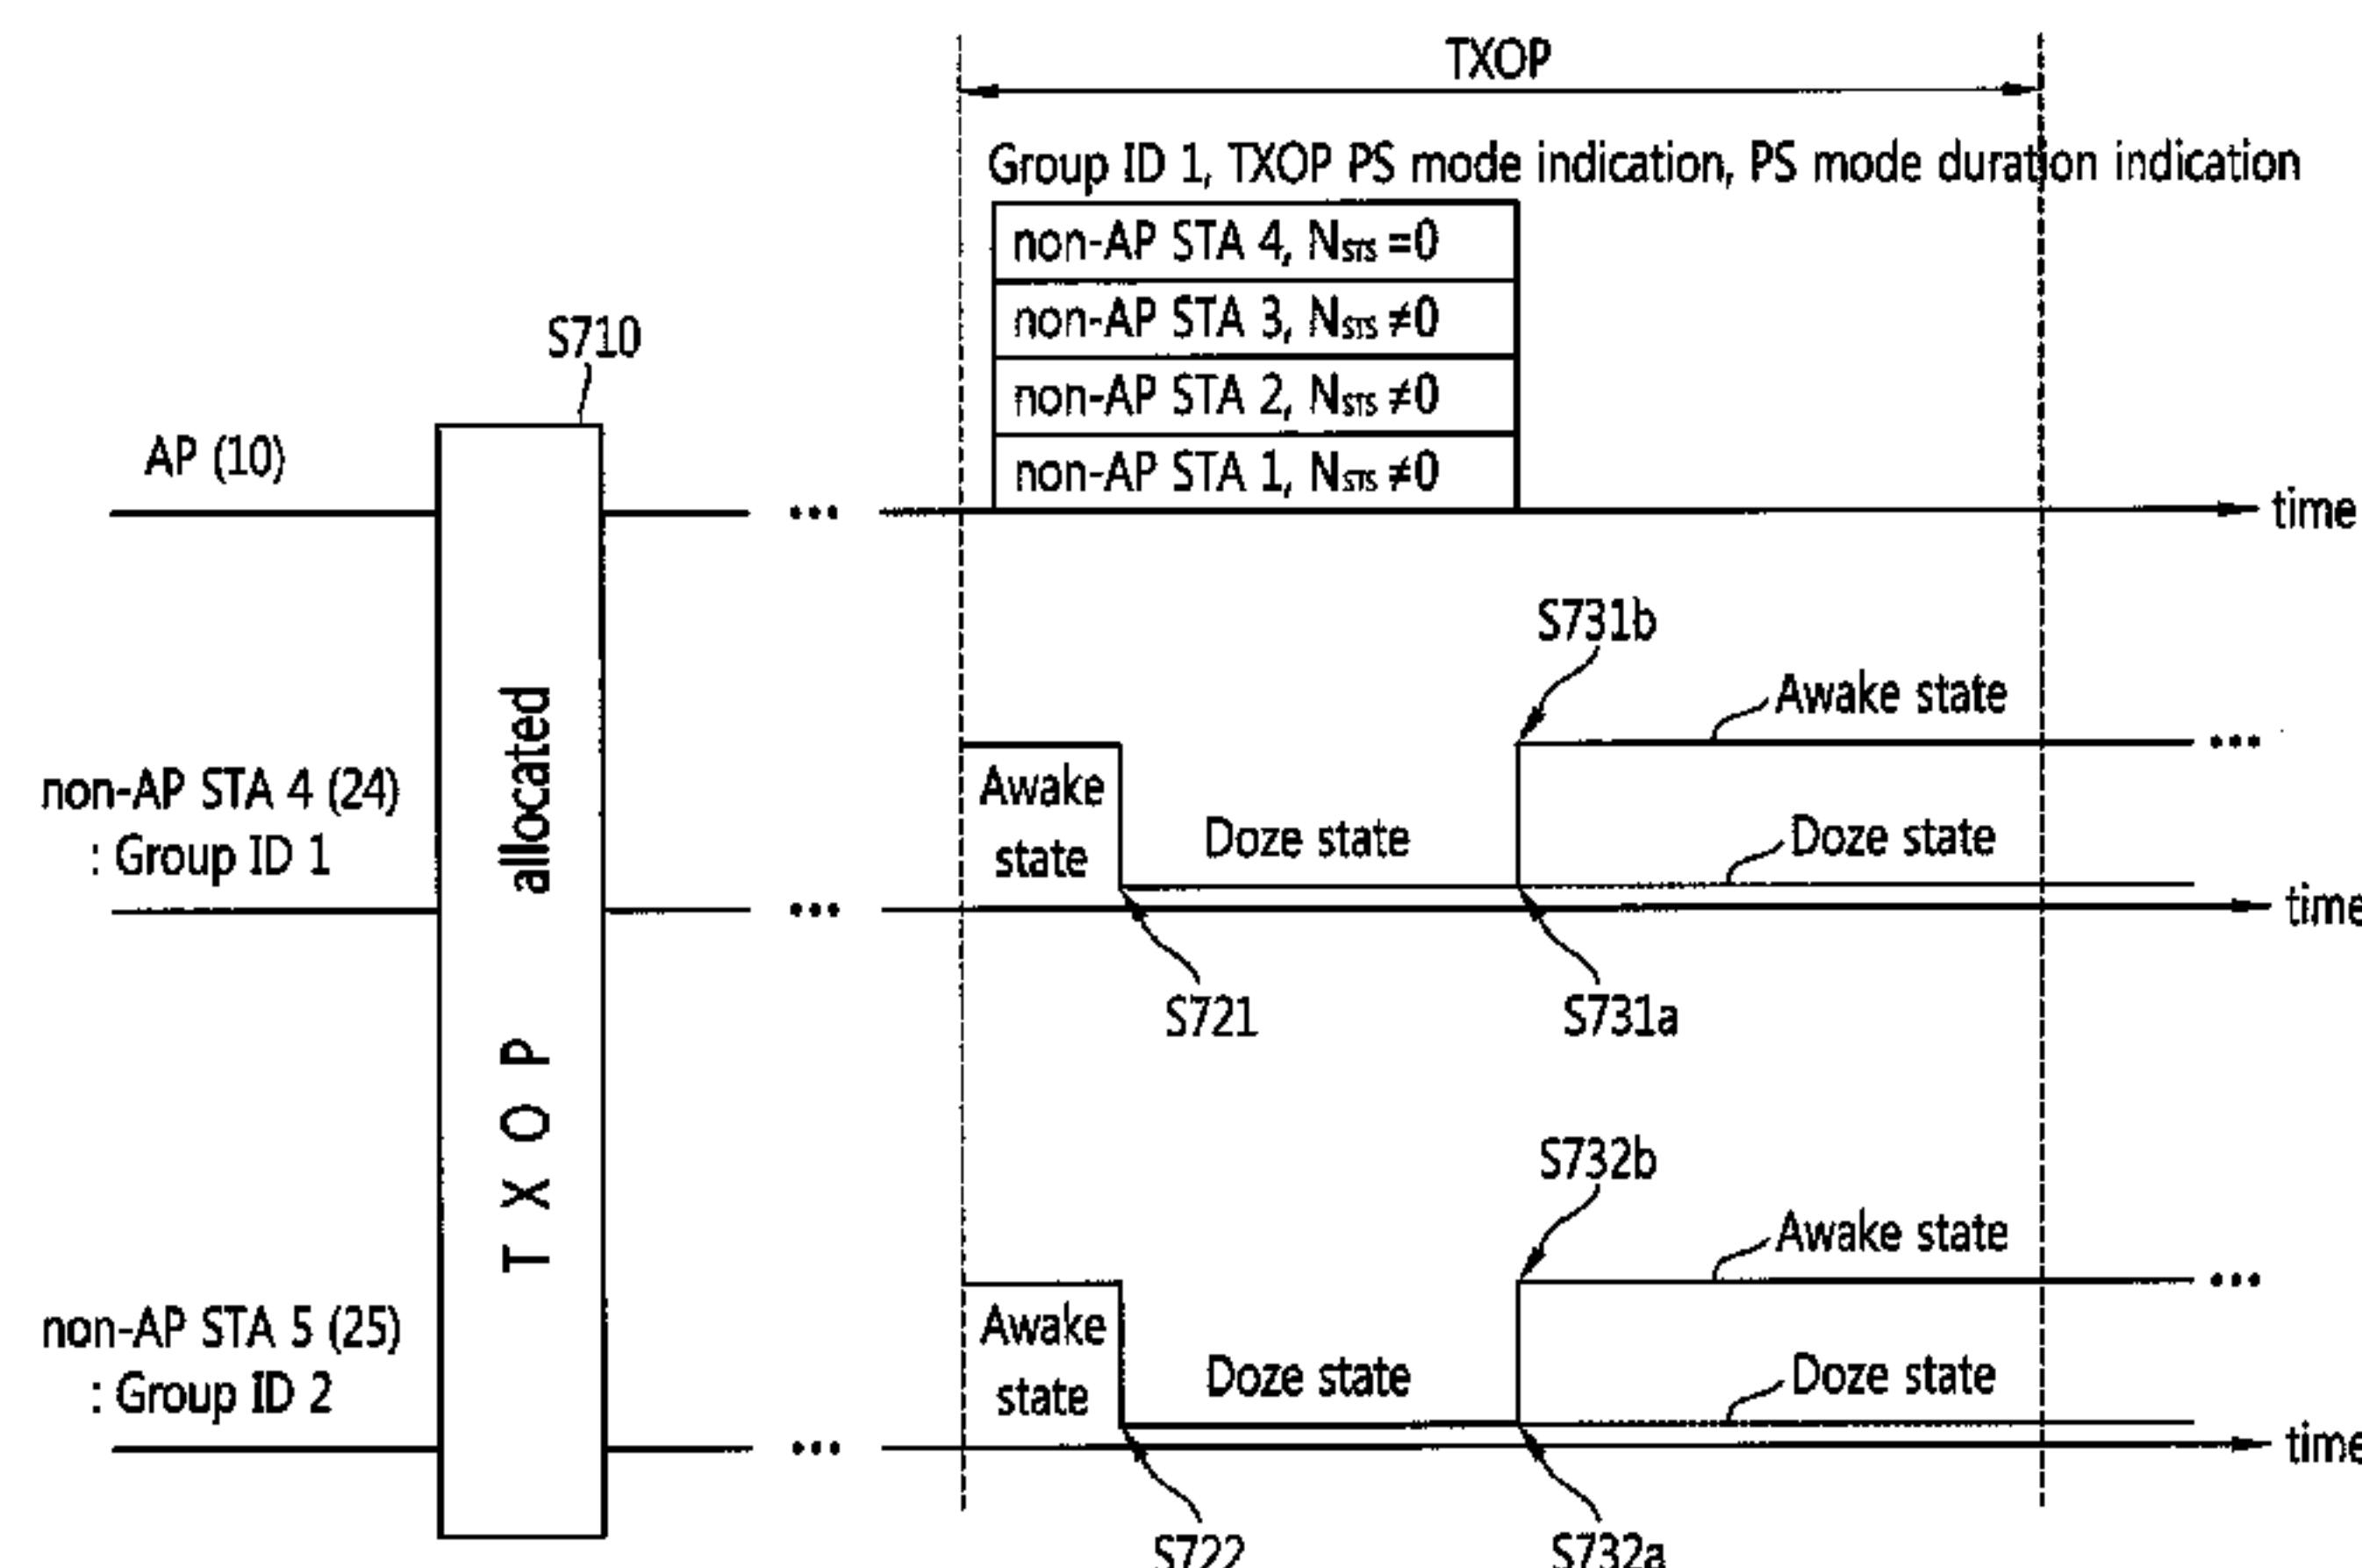 TXOP
Group ID 1, TXOP PS mode indication, PS mode duration indication
non-AP STA 4, NSTS =0
non-AP STA 3, NSTS ≠0
non-AP STA 2, NSTS ≠0
non-AP STA 1, NSTS ≠0
S710
AP (10)
time
TXOP allocated
S731b
Awake state
non-AP STA 4 (24)
: Group ID 1
Awake
state
Doze state
Doze state
time
S721
S731a
S732b
Awake state
non-AP STA 5 (25)
: Group ID 2
Awake
state
Doze state
Doze state
time
S722
S732a